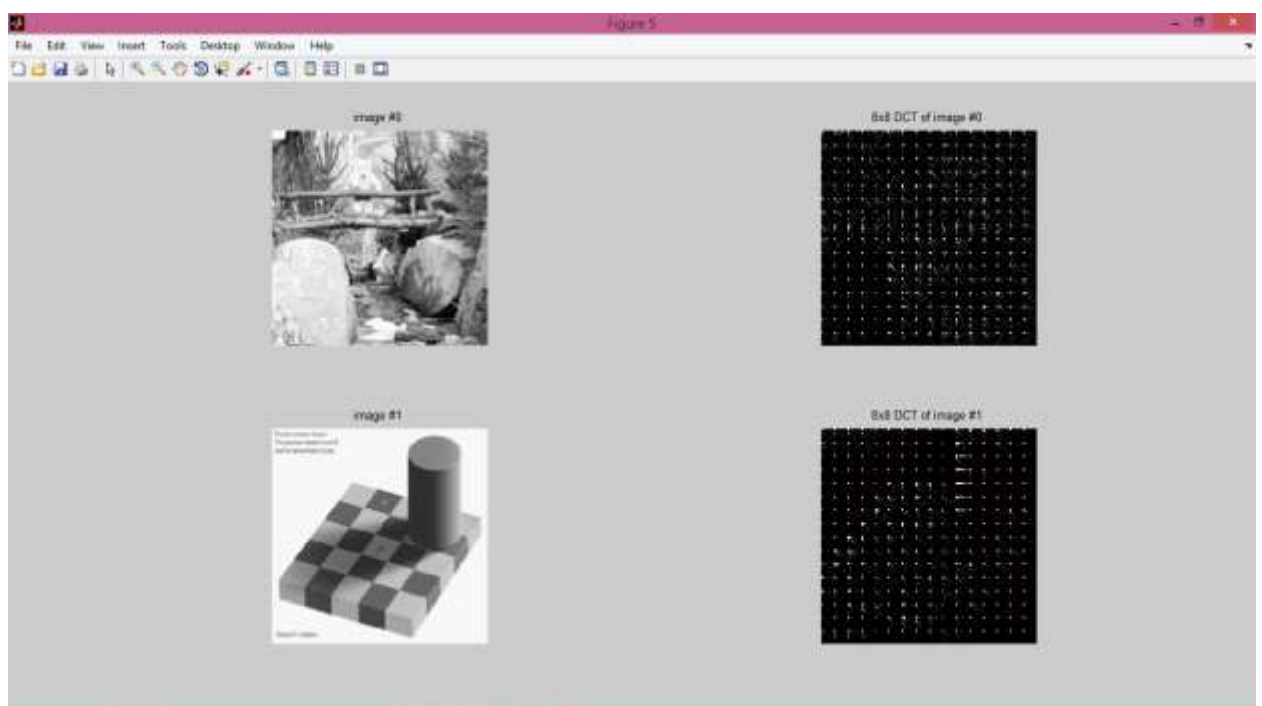 Figure 5
File Edit View Insert Tools Desktop Window Help
image #0
8x8 DCT of image #0
image #1
8x8 DCT of image #1